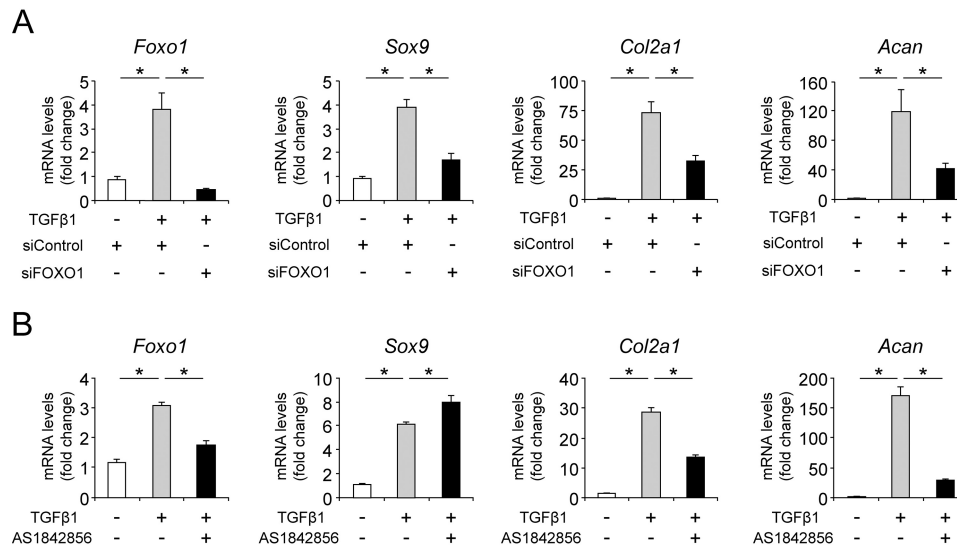 A
Foxo1 Sox9 Col2a1 Acan
* * * * * * * *
mRNA levels (fold change) 5 4 3 2 1 0
mRNA levels (fold change) 5 4 3 2 1 0
mRNA levels (fold change) 100 75 50 25 0
mRNA levels (fold change) 160 120 80 40 0
TGFβ1 - + + TGFβ1 - + + TGFβ1 - + + TGFβ1 - + +
siControl + + - siControl + + - siControl + + - siControl + + -
siFOXO1 - - + siFOXO1 - - + siFOXO1 - - + siFOXO1 - - +
B
Foxo1 Sox9 Col2a1 Acan
* * * * * * * *
mRNA levels (fold change) 4 3 2 1 0
mRNA levels (fold change) 10 8 6 4 2 0
mRNA levels (fold change) 40 30 20 10 0
mRNA levels (fold change) 200 150 100 50 0
TGFβ1 - + + TGFβ1 - + + TGFβ1 - + + TGFβ1 - + +
AS1842856 - - + AS1842856 - - + AS1842856 - - + AS1842856 - - +